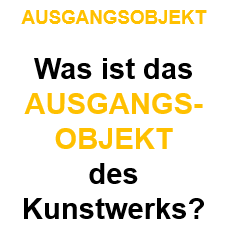 AUSGANGSOBJEKT
Was ist das
AUSGANGS-
OBJEKT
des
Kunstwerks?